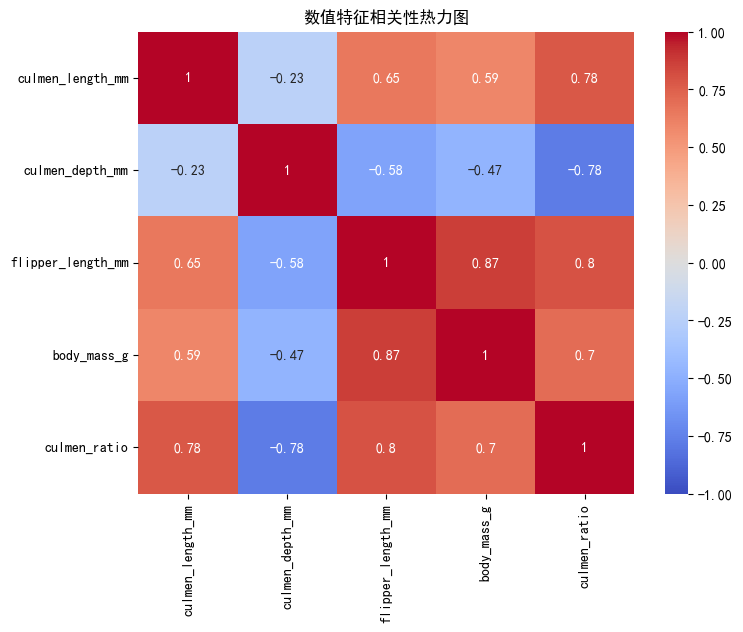 数值特征相关性热力图
culmen_length_mm 1 -0.23 0.65 0.59 0.78
culmen_depth_mm -0.23 1 -0.58 -0.47 -0.78
flipper_length_mm 0.65 -0.58 1 0.87 0.8
body_mass_g 0.59 -0.47 0.87 1 0.7
culmen_ratio 0.78 -0.78 0.8 0.7 1
culmen_length_mm
culmen_depth_mm
flipper_length_mm
body_mass_g
culmen_ratio
1.00
0.75
0.50
0.25
0.00
-0.25
-0.50
-0.75
-1.00